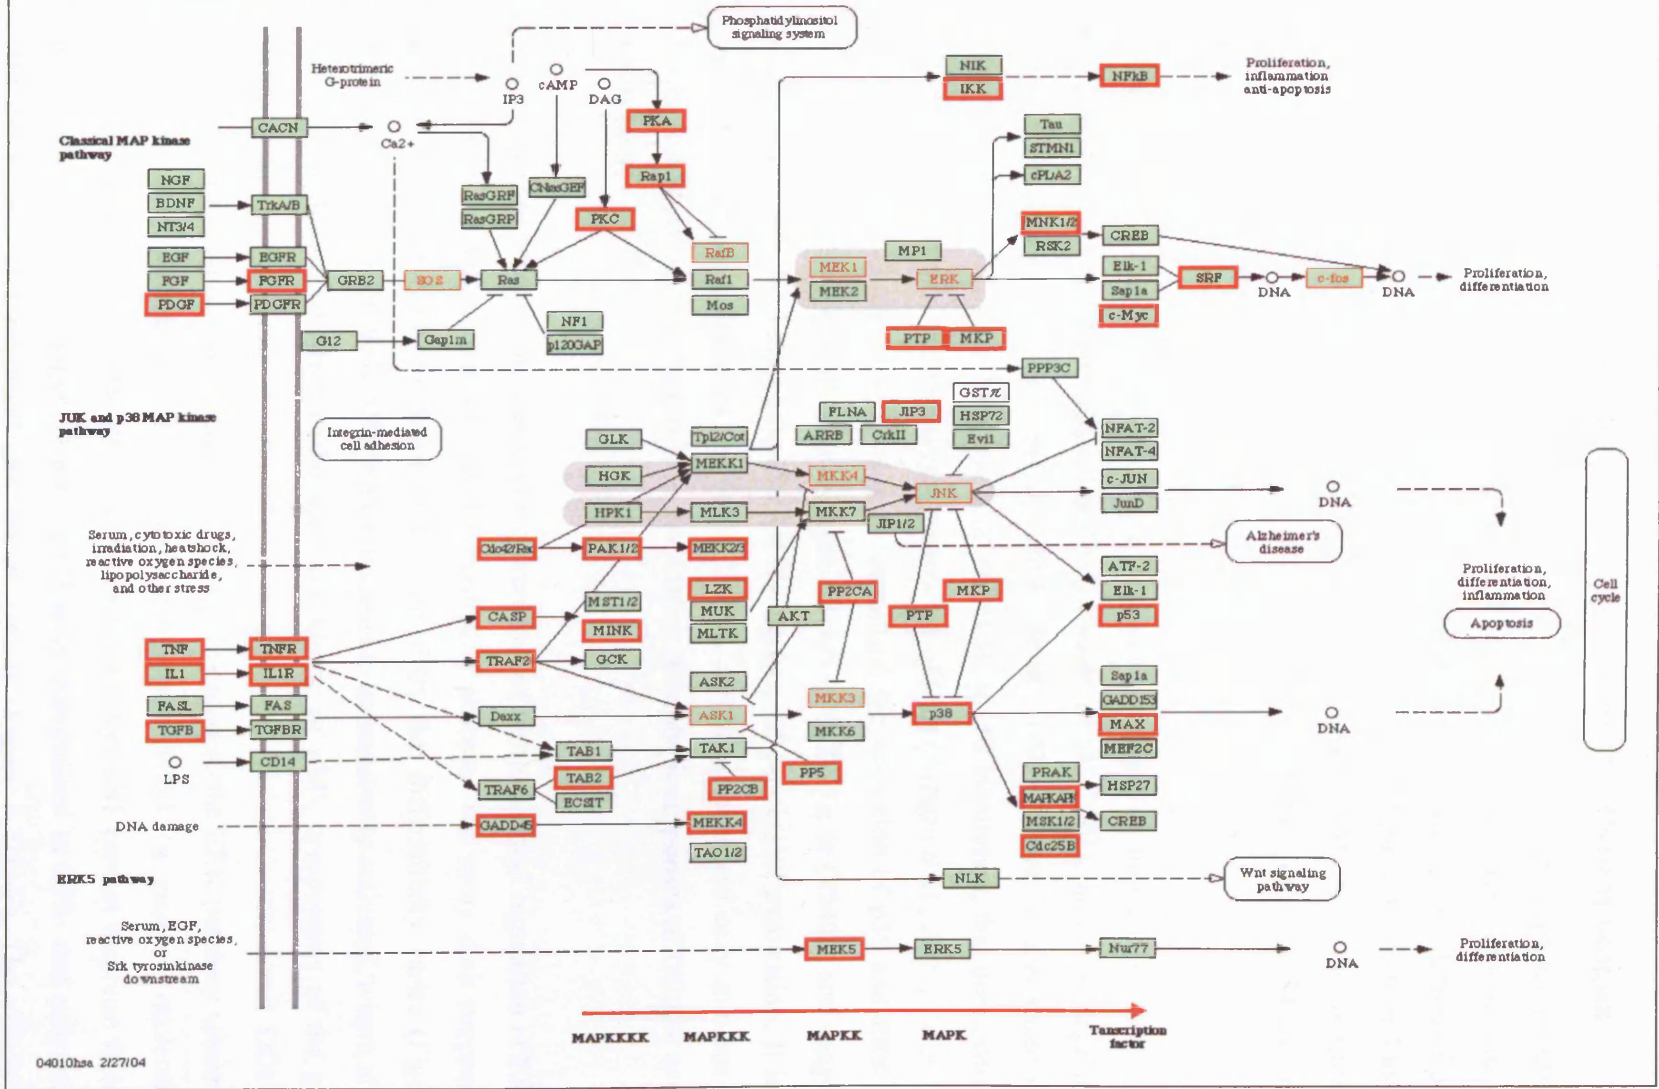 Phosphatidylinositol
signaling system
Heterotrimeric
G-protein
IP3
cAMP
DAG
NIK
IKK
NFkB
Proliferation,
inflammation
anti-apoptosis
Classical MAP kinase
pathway
CACN
Ca2+
PKA
Tau
STMN1
cPLA2
NGF
BDNF
NT3/4
TrkA/B
RasGRF
RasGRP
CNasGEF
Rap1
PKC
MNK1/2
RSK2
CREB
EGF
EGFR
FGF
FGFR
PDGF
PDGFR
GRB2
SOS
Ras
RafB
Raf1
Mos
MP1
MEK1
MEK2
ERK
Elk-1
Sap1a
c-Myc
SRF
DNA
c-fos
DNA
Proliferation,
differentiation
G12
Gap1m
NF1
p120GAP
PTP
MKP
PPP3C
JUK and p38 MAP kinase
pathway
Integrin-mediated
cell adhesion
GLK
HGK
HPK1
Tpl2/Cot
MEKK1
MLK3
FLNA
JIP3
ARRB
CrkII
GSTπ
HSP72
Evi1
MKK4
MKK7
JNK
JIP1/2
NFAT-2
NFAT-4
c-JUN
JunD
DNA
Cell
cycle
Serum, cytotoxic drugs,
irradiation, heatshock,
reactive oxygen species,
lipopolysaccharide,
and other stress
Cdc42/Rac
PAK1/2
MEKK2/3
Alzheimer's
disease
LZK
MUK
MLTK
AKT
PP2CA
PTP
MKP
ATF-2
Elk-1
p53
Proliferation,
differentiation,
inflammation
Apoptosis
CASP
MST1/2
MINK
TNF
TNFR
IL1
IL1R
TRAF2
GCK
ASK2
FASL
FAS
TGFB
TGFBR
Daxx
ASK1
MKK3
MKK6
p38
Sap1a
GADD153
MAX
MEF2C
DNA
LPS
CD14
TAB1
TAK1
TRAF6
TAB2
ECSIT
PP2CB
PP5
PRAK
MAPKAPK
MSK1/2
Cdc25B
HSP27
CREB
DNA damage
GADD45
MEKK4
TAO1/2
ERK5 pathway
NLK
Wnt signaling
pathway
Serum, EGF,
reactive oxygen species,
or
Srk tyrosinkinase
downstream
MEK5
ERK5
Nur77
DNA
Proliferation,
differentiation
MAPKKKK
MAPKKK
MAPKK
MAPK
Transcription
factor
04010hsa 2/27/04